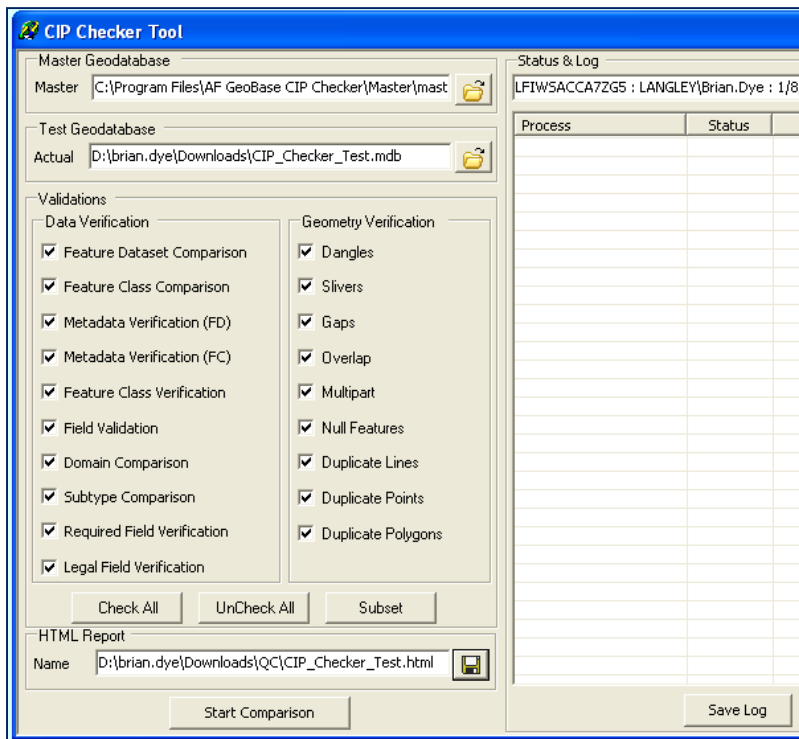 CIP Checker Tool
Master Geodatabase
Master C:\Program Files\AF GeoBase CIP Checker\Master\mast
Test Geodatabase
Actual D:\brian.dye\Downloads\CIP_Checker_Test.mdb
Validations
Data Verification
Feature Dataset Comparison
Feature Class Comparison
Metadata Verification (FD)
Metadata Verification (FC)
Feature Class Verification
Field Validation
Domain Comparison
Subtype Comparison
Required Field Verification
Legal Field Verification
Geometry Verification
Dangles
Slivers
Gaps
Overlap
Multipart
Null Features
Duplicate Lines
Duplicate Points
Duplicate Polygons
Check All UnCheck All Subset
HTML Report
Name D:\brian.dye\Downloads\QC\CIP_Checker_Test.html
Start Comparison
Status & Log
LFIWSACCA7ZG5 : LANGLEY\Brian.Dye : 1/8
Process Status
Save Log